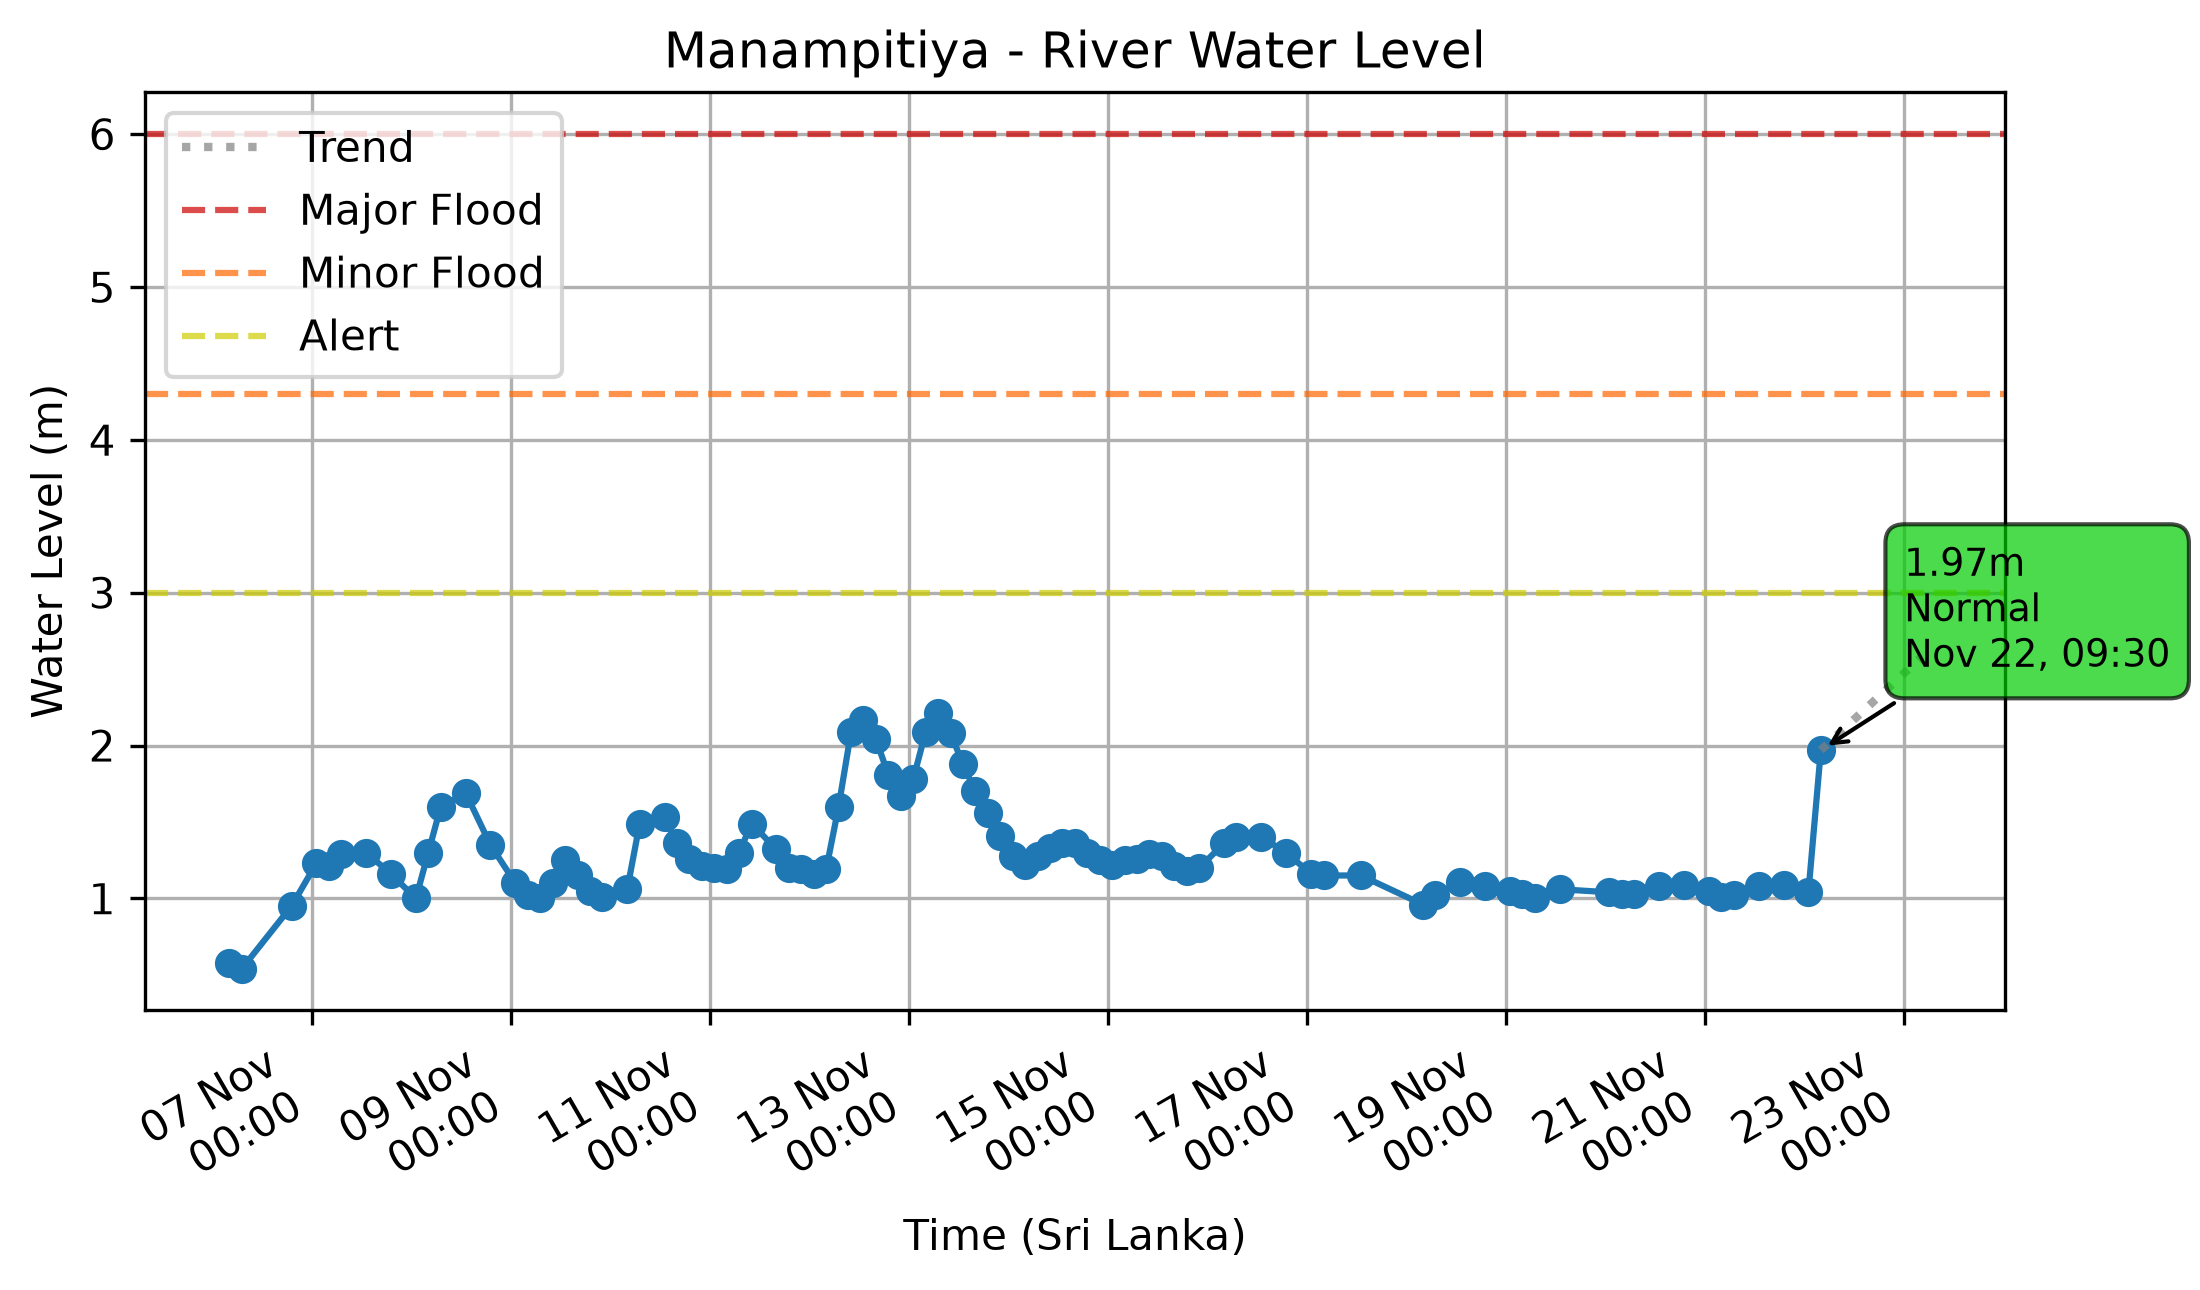 Manampitiya - River Water Level
Trend
Major Flood
Minor Flood
Alert
6
5
4
3
2
1
Water Level (m)
1.97m
Normal
Nov 22, 09:30
07 Nov
00:00
09 Nov
00:00
11 Nov
00:00
13 Nov
00:00
15 Nov
00:00
17 Nov
00:00
19 Nov
00:00
21 Nov
00:00
23 Nov
00:00
Time (Sri Lanka)